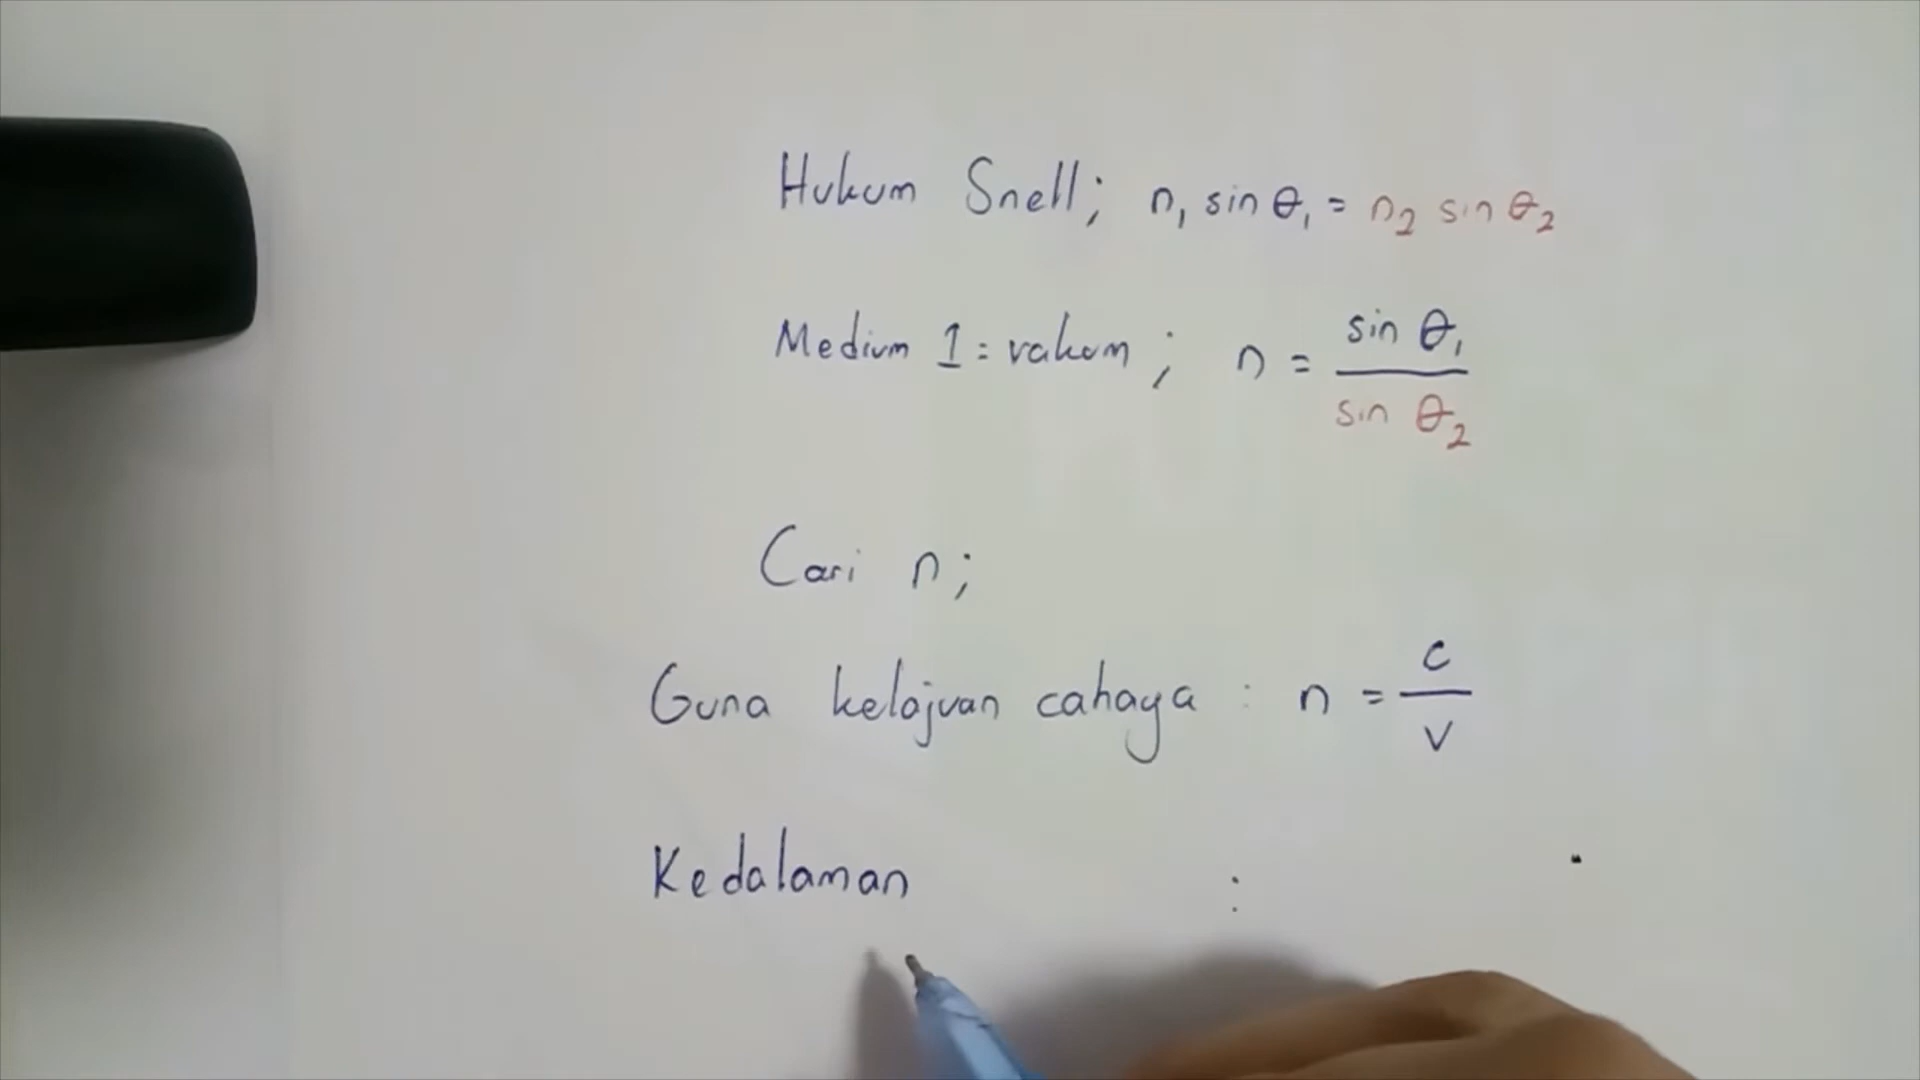 Hukum Snell; n₁ sin θ₁ = n₂ sin θ₂
Medium 1 = vakum ; n = sin θ₁ / sin θ₂
Cari n;
Guna kelajuan cahaya : n = c / v
Kedalaman :